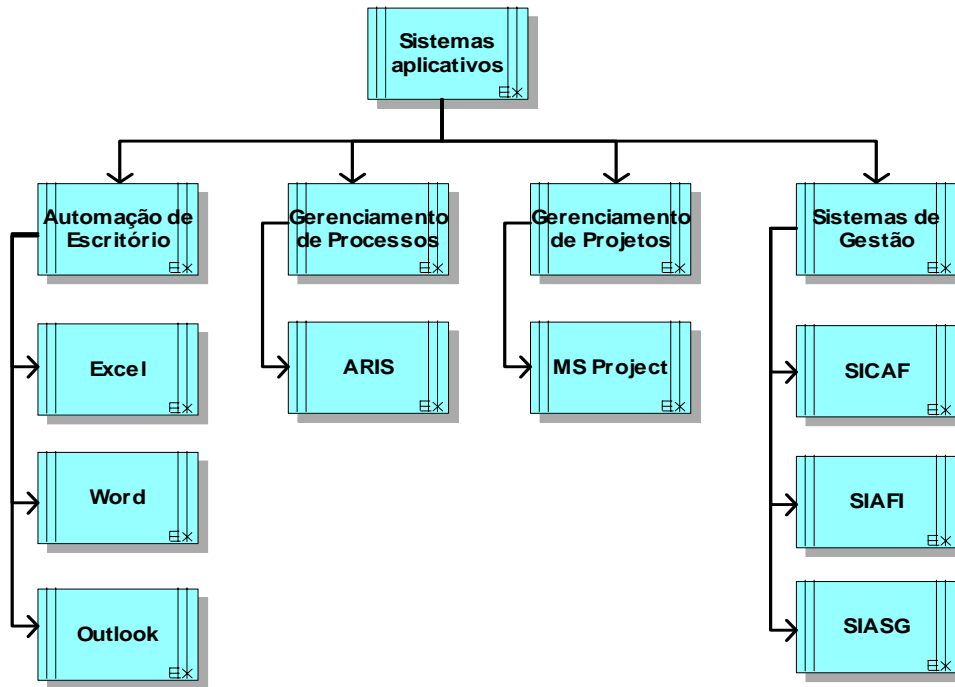 Sistemas
aplicativos
Automação de
Escritório
Gerenciamento
de Processos
Gerenciamento
de Projetos
Sistemas de
Gestão
Excel
ARIS
MS Project
SICAF
Word
SIAFI
Outlook
SIASG